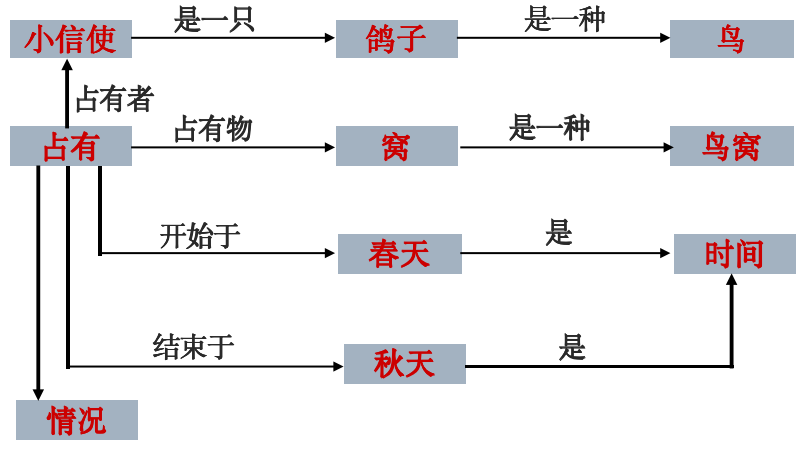 小信使 是一只 鸽子 是一种 鸟
占有者
占有 占有物 窝 是一种 鸟窝
开始于 春天 是 时间
结束于 秋天 是
情况